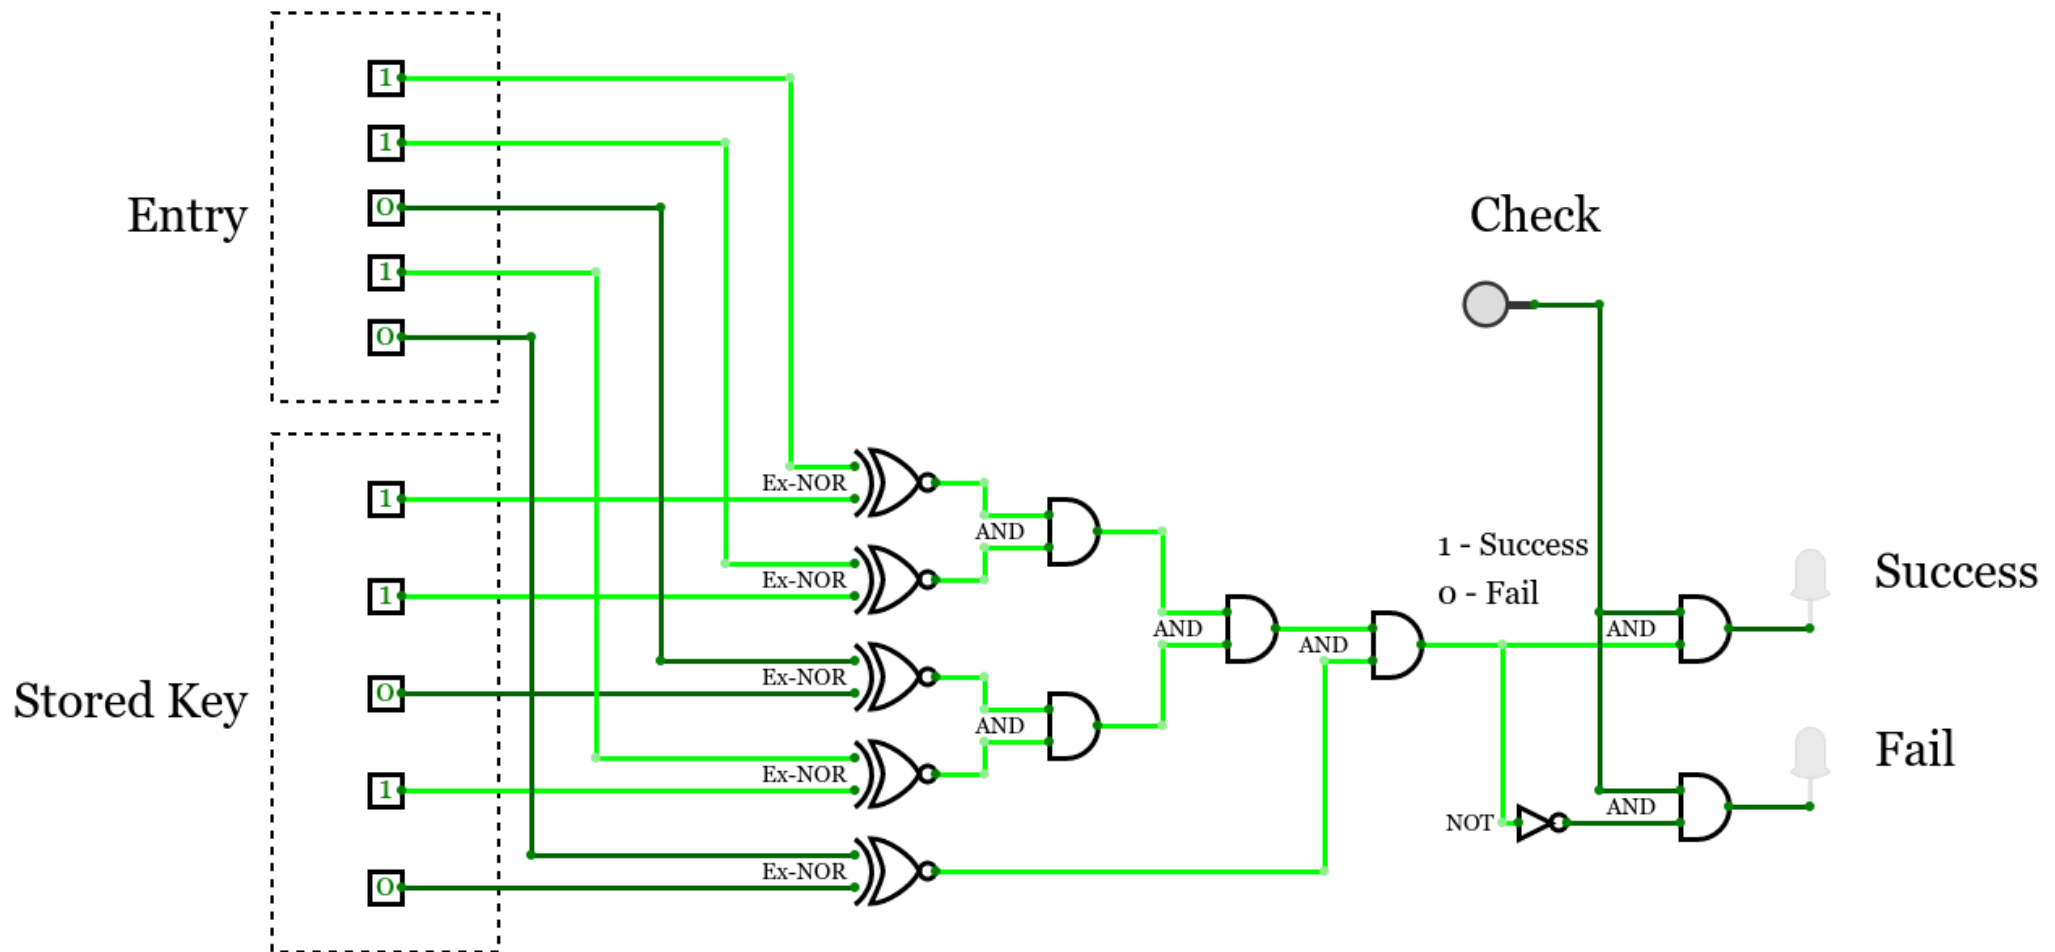 1
1
0
1
0
Entry
Check
1
1
0
1
0
Stored Key
Ex-NOR
Ex-NOR
Ex-NOR
Ex-NOR
Ex-NOR
AND
AND
AND
AND
1 - Success
0 - Fail
NOT
AND
AND
Success
Fail